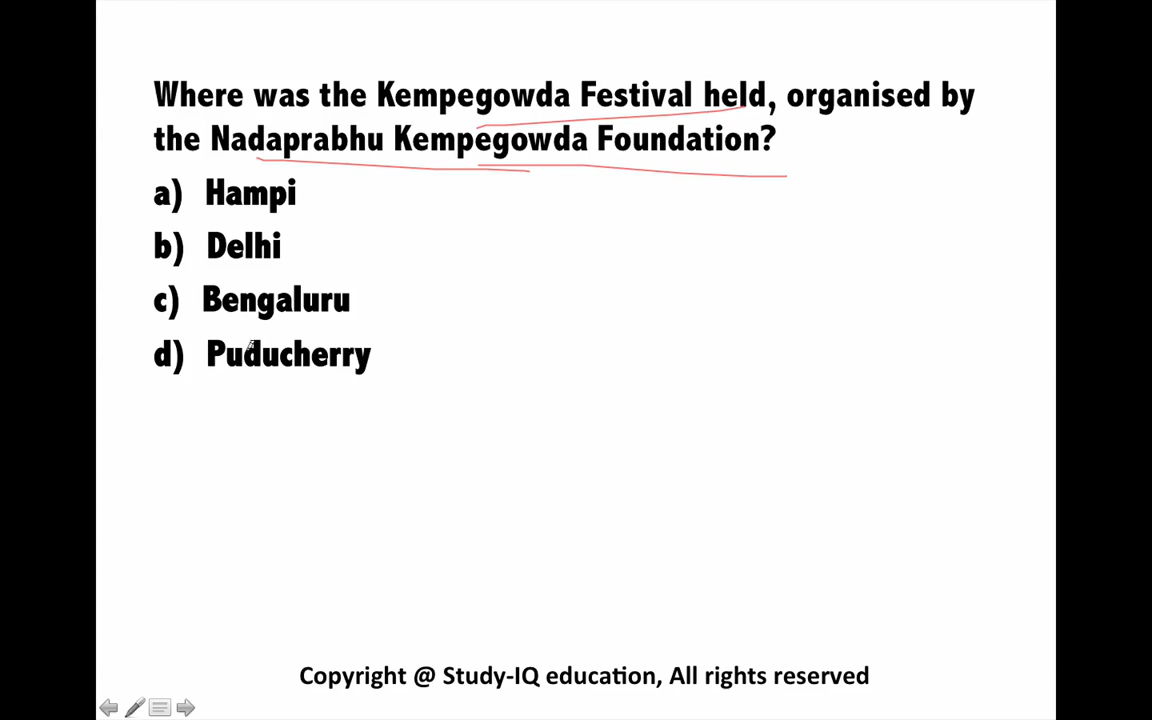 Where was the Kempegowda Festival held, organised by
the Nadaprabhu Kempegowda Foundation?
a) Hampi
b) Delhi
c) Bengaluru
d) Puducherry
Copyright @ Study-IQ education, All rights reserved